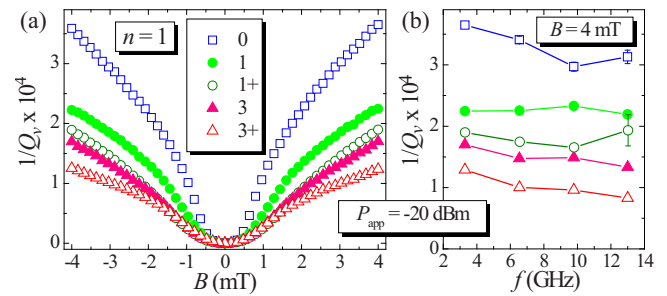 (a)
n = 1
0
1
1+
3
3+
1/Qv x 10^4
3
2
1
0
-4 -3 -2 -1 0 1 2 3 4
B (mT)
P_app = -20 dBm
(b)
B = 4 mT
1/Qv x 10^4
3
2
1
0
2 4 6 8 10 12 14
f (GHz)